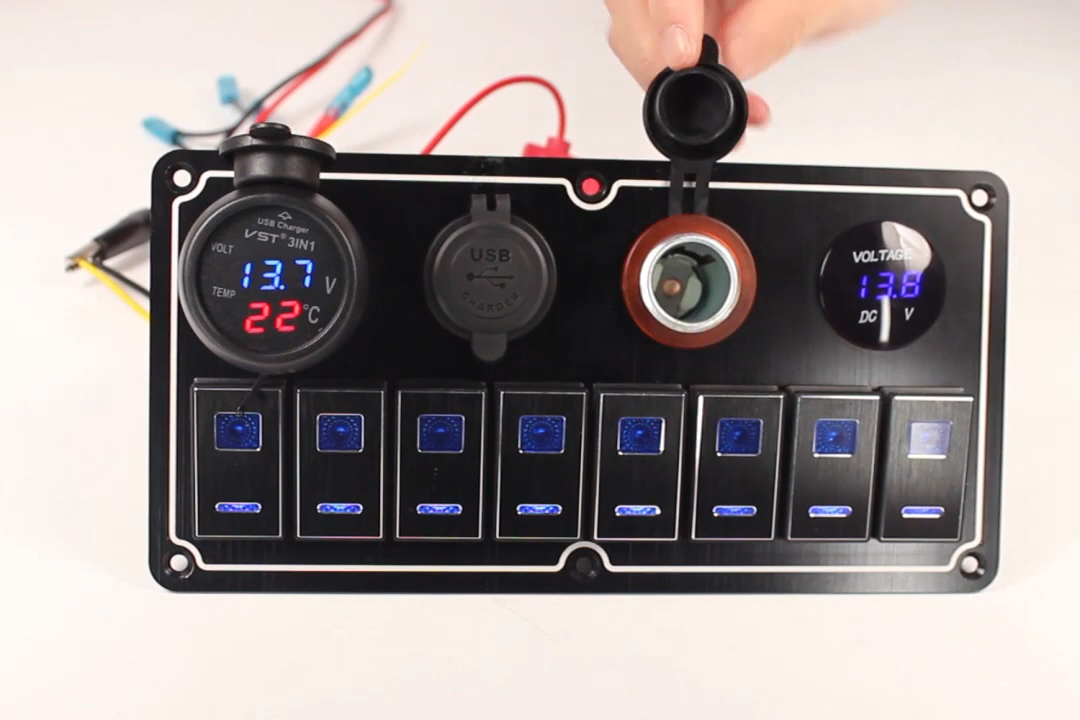 USB Charger
VST® 3IN1
VOLT
13.7 V
TEMP
22 °C
USB
CHARGER
VOLTAGE
13.8
DC V